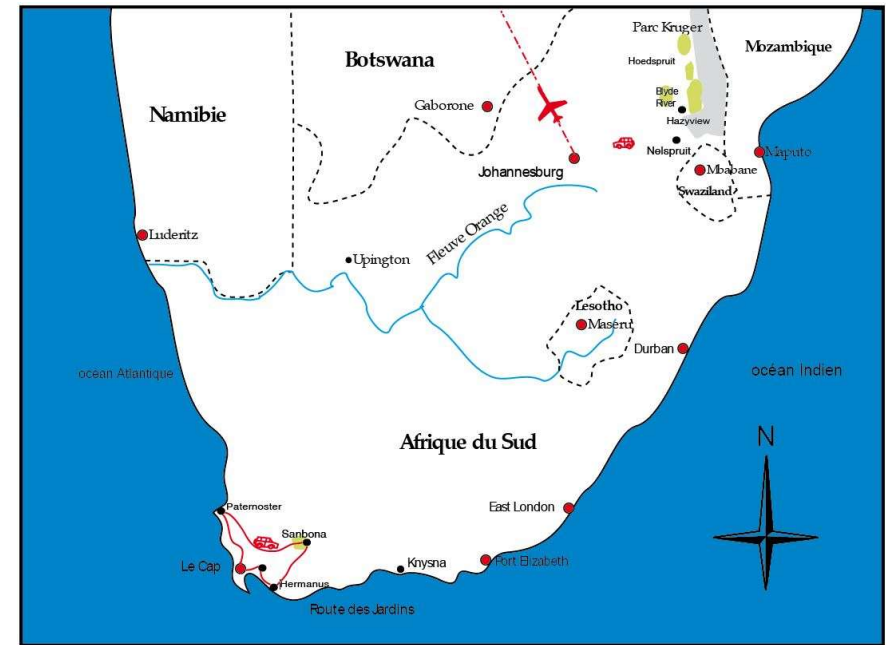 Parc Kruger
Mozambique
Botswana
Hoedspruit
Blyde
River
Gaborone
Namibie
Hazyview
Nelspruit
Maputo
Johannesburg
Mbabane
Swaziland
Fleuve Orange
Luderitz
Upington
Lesotho
Maseru
Durban
océan Atlantique
océan Indien
Afrique du Sud
N
Paternoster
East London
Sanbona
Le Cap
Knysna
Port Elizabeth
Hermanus
Route des Jardins